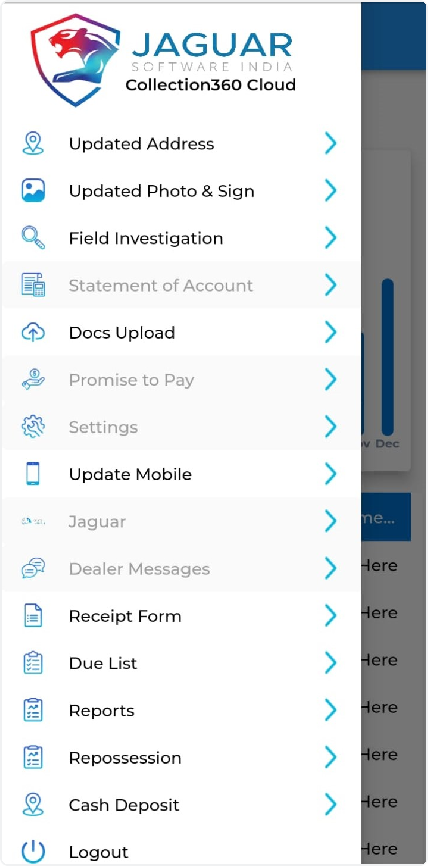 JAGUAR
SOFTWARE INDIA
Collection360 Cloud
Updated Address
Updated Photo & Sign
Field Investigation
Statement of Account
Docs Upload
Promise to Pay
Settings
Dec
Update Mobile
Jaguar
me...
Dealer Messages
Here
Receipt Form
Here
Due List
Here
Reports
Here
Repossession
Here
Cash Deposit
Here
Logout
Here